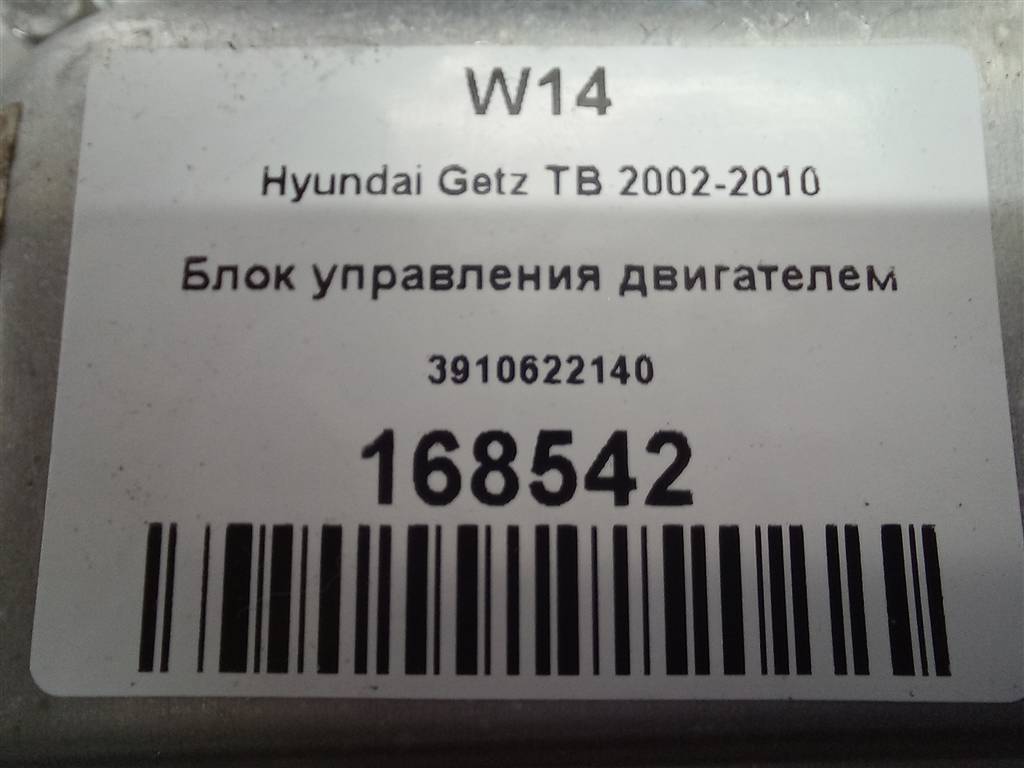 W14
Hyundai Getz TB 2002-2010
Блок управления двигателем
3910622140
168542